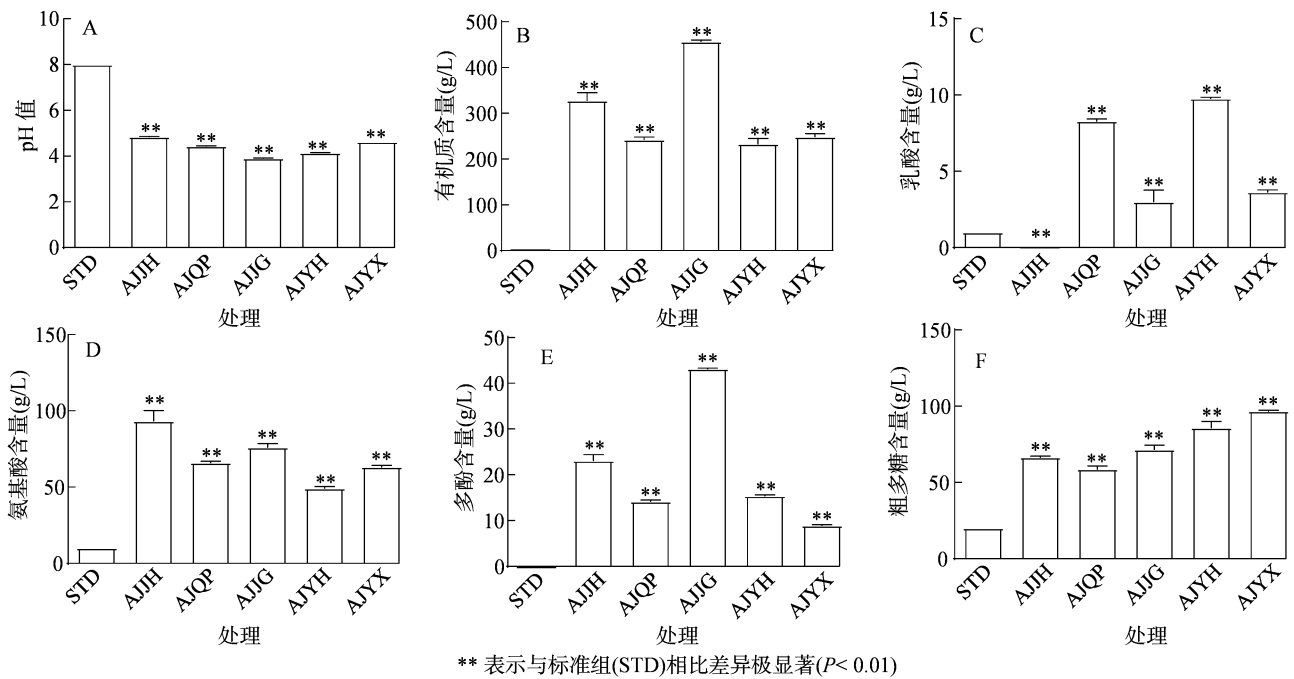 A
pH 值
10
8
6
4
2
0
STD
AJJH
AJQP
AJJG
AJYH
AJYX
**
**
**
**
**
处理
B
有机质含量(g/L)
500
400
300
200
100
0
STD
AJJH
AJQP
AJJG
AJYH
AJYX
**
**
**
**
**
处理
C
乳酸含量(g/L)
15
10
5
0
STD
AJJH
AJQP
AJJG
AJYH
AJYX
**
**
**
**
**
处理
D
氨基酸含量(g/L)
150
100
50
0
STD
AJJH
AJQP
AJJG
AJYH
AJYX
**
**
**
**
**
处理
E
多酚含量(g/L)
50
40
30
20
10
0
STD
AJJH
AJQP
AJJG
AJYH
AJYX
**
**
**
**
**
处理
F
粗多糖含量(g/L)
150
100
50
0
STD
AJJH
AJQP
AJJG
AJYH
AJYX
**
**
**
**
**
处理
** 表示与标准组(STD)相比差异极显著(P< 0.01)